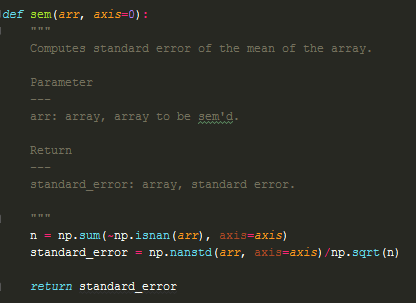 def sem(arr, axis=0):
"""
Computes standard error of the mean of the array.
Parameter
---
arr: array, array to be sem'd.
Return
---
standard_error: array, standard error.
"""
n = np.sum(~np.isnan(arr), axis=axis)
standard_error = np.nanstd(arr, axis=axis)/np.sqrt(n)
return standard_error